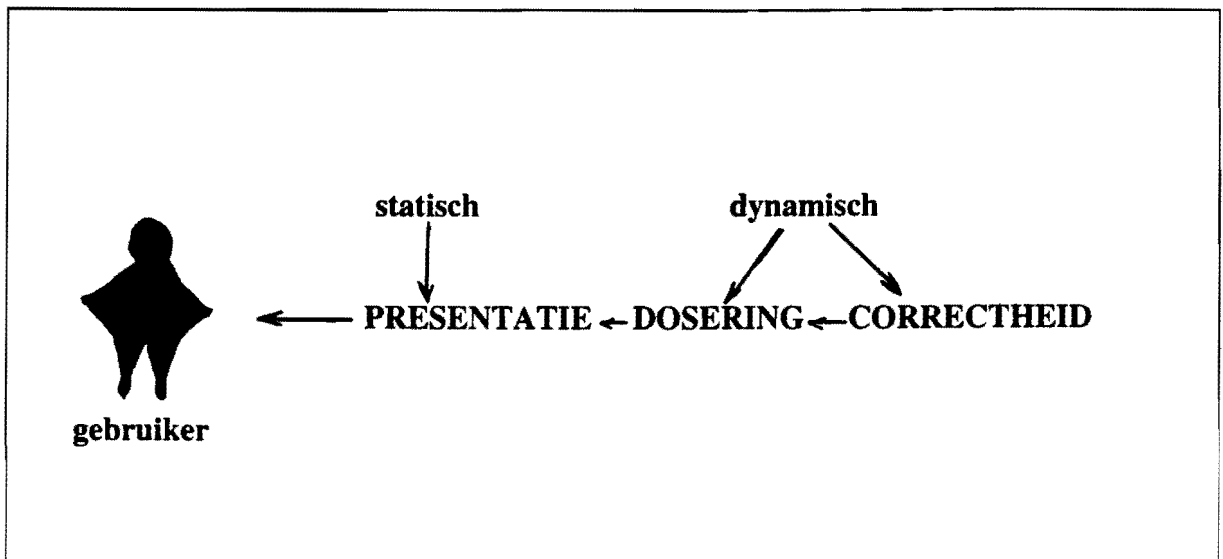 statisch dynamisch
PRESENTATIE DOSERING CORRECTHEID
gebruiker